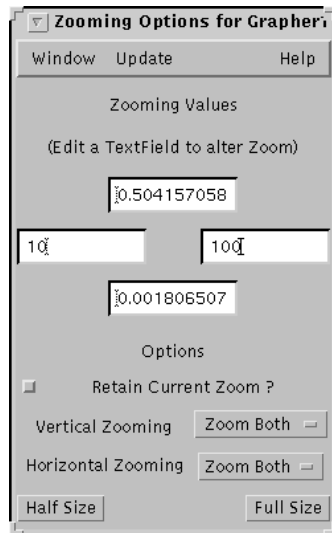 Zooming Options for Grapher
Window Update Help
Zooming Values
(Edit a TextField to alter Zoom)
0.504157058
10 100
0.001806507
Options
Retain Current Zoom ?
Vertical Zooming Zoom Both
Horizontal Zooming Zoom Both
Half Size Full Size